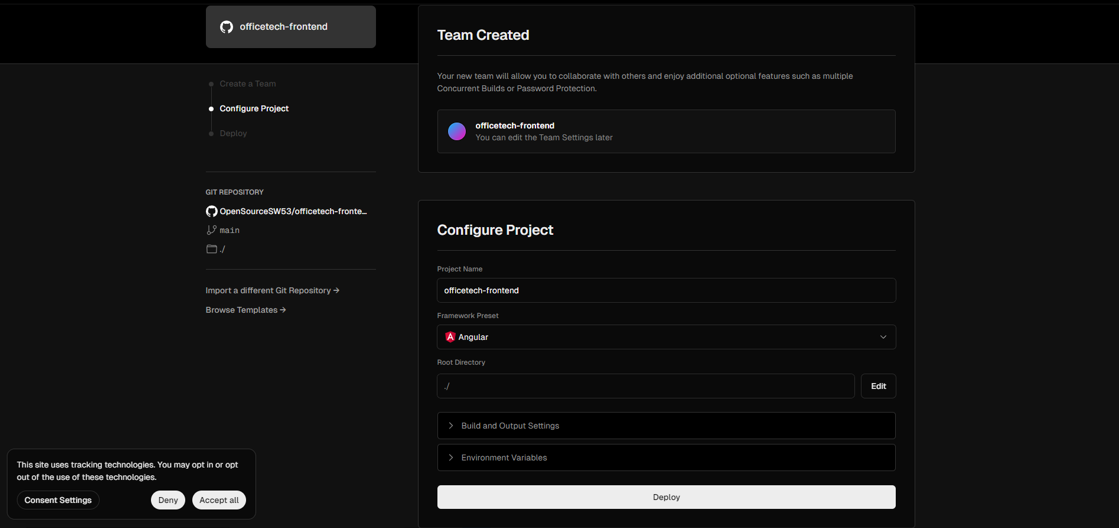 officetech-frontend
Create a Team
Configure Project
Deploy
GIT REPOSITORY
OpenSourceSW53/officetech-fronte...
main
./
Import a different Git Repository →
Browse Templates →
Team Created
Your new team will allow you to collaborate with others and enjoy additional optional features such as multiple
Concurrent Builds or Password Protection.
officetech-frontend
You can edit the Team Settings later
Configure Project
Project Name
officetech-frontend
Framework Preset
Angular
Root Directory
./
Edit
Build and Output Settings
Environment Variables
Deploy
This site uses tracking technologies. You may opt in or opt
out of the use of these technologies.
Consent Settings
Deny
Accept all